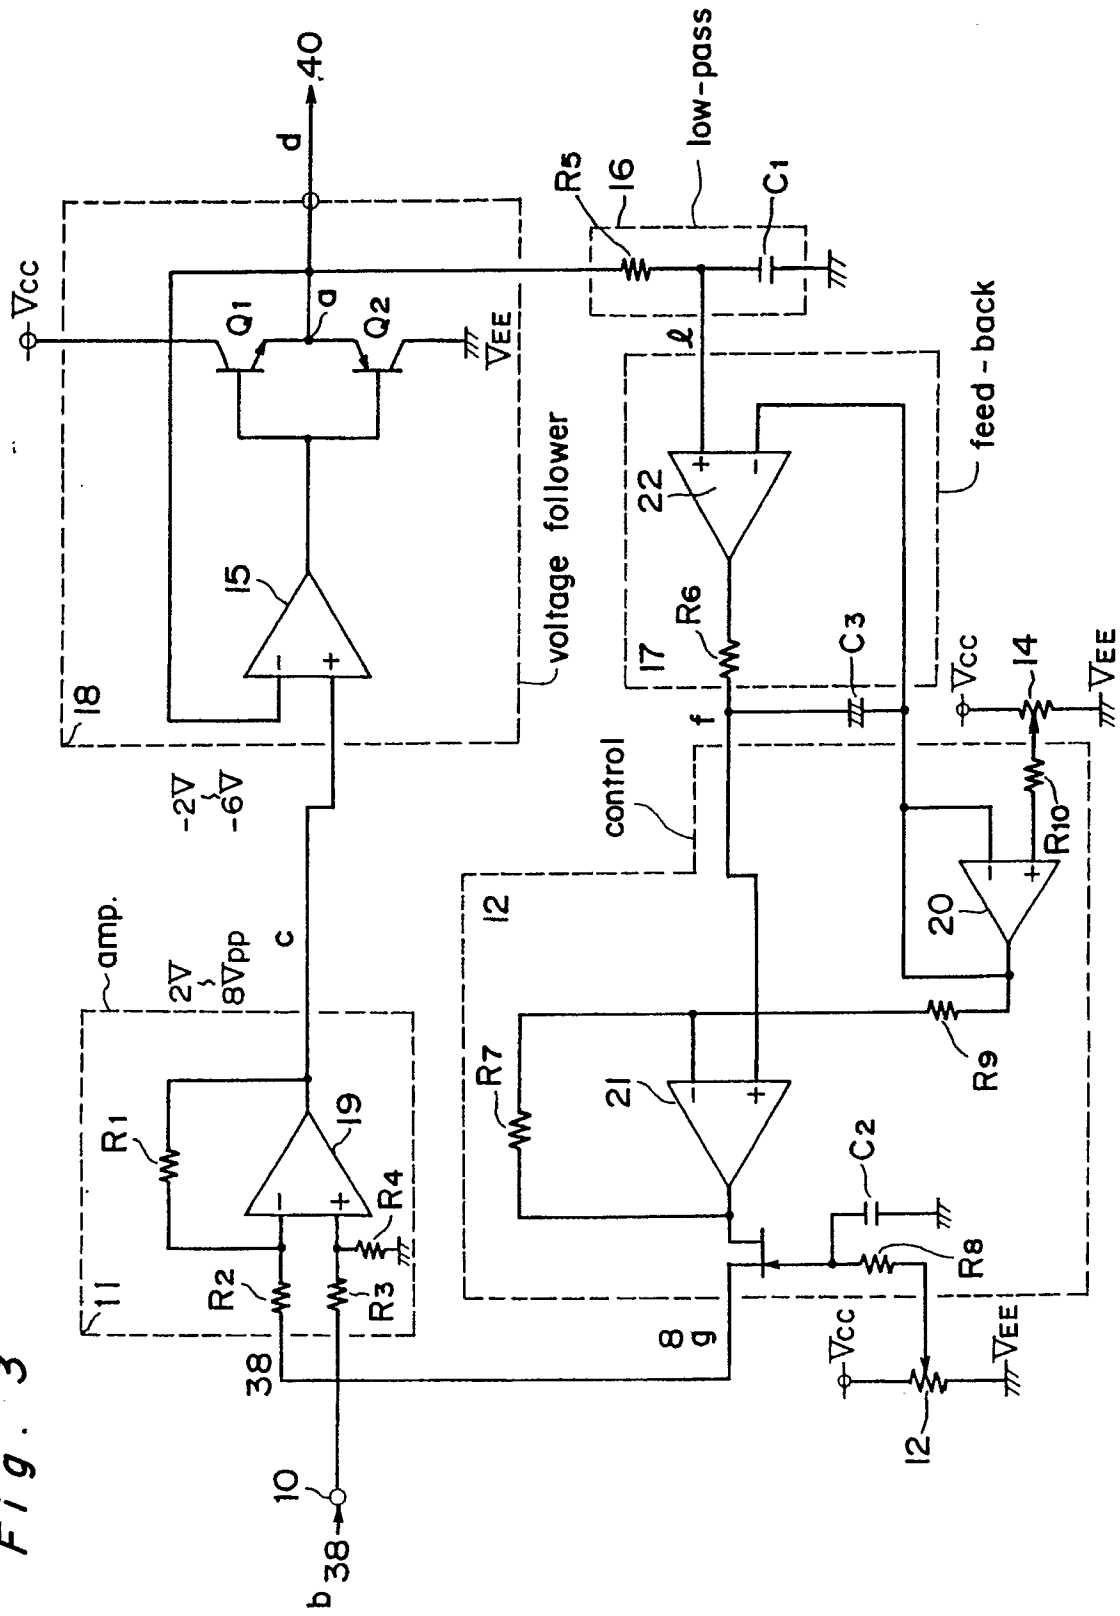 Fig. 3
b
38
10
38
11
R2
R3
R1
R4
19
amp.
2V
~
8Vpp
c
-2V
~
-6V
18
15
voltage follower
Q1
Q2
a
VCC
VEE
d
40
R5
16
low-pass
C1
l
22
17
R6
feed-back
f
C3
control
12
VCC
14
VEE
R10
20
R9
21
R7
C2
R8
8
g
VCC
VEE
12
-
+
-
+
-
+
-
+
+
-